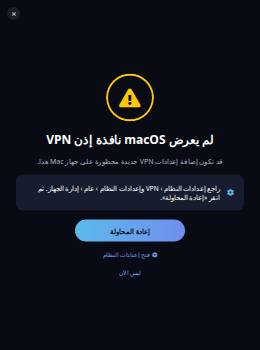 لم يعرض macOS نافذة إذن VPN
قد تكون إضافة إعدادات VPN جديدة محظورة على جهاز Mac هذا.
راجع إعدادات النظام › VPN وإعدادات النظام › عام › إدارة الجهاز. ثم
انقر «إعادة المحاولة».
إعادة المحاولة
فتح إعدادات النظام
ليس الآن